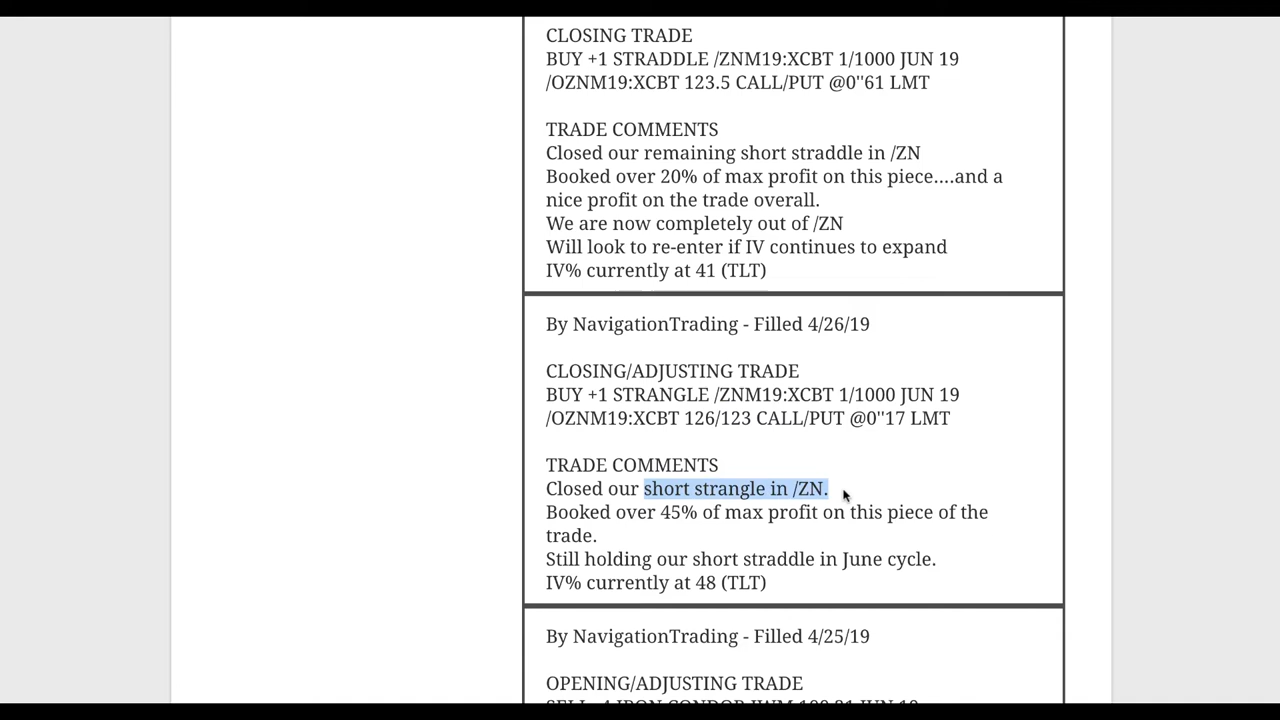 CLOSING TRADE
BUY +1 STRADDLE /ZNM19:XCBT 1/1000 JUN 19
/OZNM19:XCBT 123.5 CALL/PUT @0"61 LMT
TRADE COMMENTS
Closed our remaining short straddle in /ZN
Booked over 20% of max profit on this piece....and a
nice profit on the trade overall.
We are now completely out of /ZN
Will look to re-enter if IV continues to expand
IV% currently at 41 (TLT)
By NavigationTrading - Filled 4/26/19
CLOSING/ADJUSTING TRADE
BUY +1 STRANGLE /ZNM19:XCBT 1/1000 JUN 19
/OZNM19:XCBT 126/123 CALL/PUT @0"17 LMT
TRADE COMMENTS
Closed our short strangle in /ZN.
Booked over 45% of max profit on this piece of the
trade.
Still holding our short straddle in June cycle.
IV% currently at 48 (TLT)
By NavigationTrading - Filled 4/25/19
OPENING/ADJUSTING TRADE